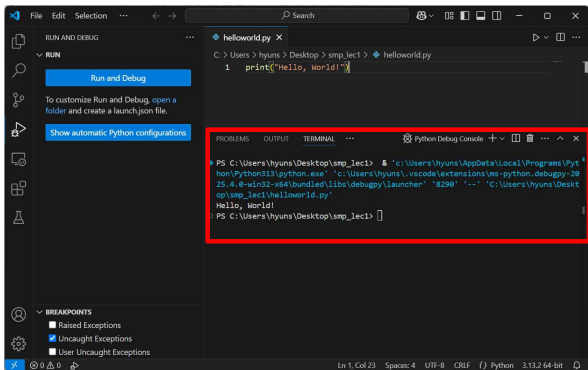 File Edit Selection ··· Search
RUN AND DEBUG ···
RUN
Run and Debug
To customize Run and Debug, open a
folder and create a launch.json file.
Show automatic Python configurations
helloworld.py
C: > Users > hyuns > Desktop > smp_lec1 > helloworld.py
1 print("Hello, World!")
PROBLEMS OUTPUT TERMINAL ··· Python Debug Console
PS C:\Users\hyuns\Desktop\smp_lec1> & 'c:\Users\hyuns\AppData\Local\Programs\Pyt
hon\Python313\python.exe' 'c:\Users\hyuns\.vscode\extensions\ms-python.debugpy-20
25.4.0-win32-x64\bundled\libs\debugpy\launcher' '8290' '--' 'C:\Users\hyuns\Deskt
op\smp_lec1\helloworld.py'
Hello, World!
PS C:\Users\hyuns\Desktop\smp_lec1>
BREAKPOINTS
Raised Exceptions
Uncaught Exceptions
User Uncaught Exceptions
0 0 Ln 1, Col 23 Spaces: 4 UTF-8 CRLF {} Python 3.13.2 64-bit